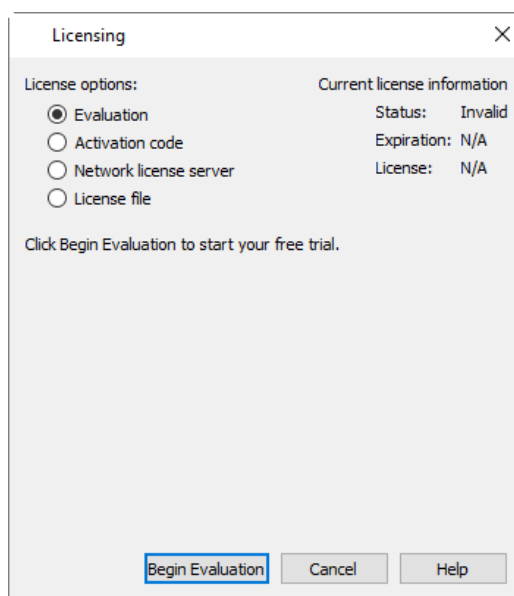 Licensing
License options:
Evaluation
Activation code
Network license server
License file
Current license information
Status: Invalid
Expiration: N/A
License: N/A
Click Begin Evaluation to start your free trial.
Begin Evaluation Cancel Help